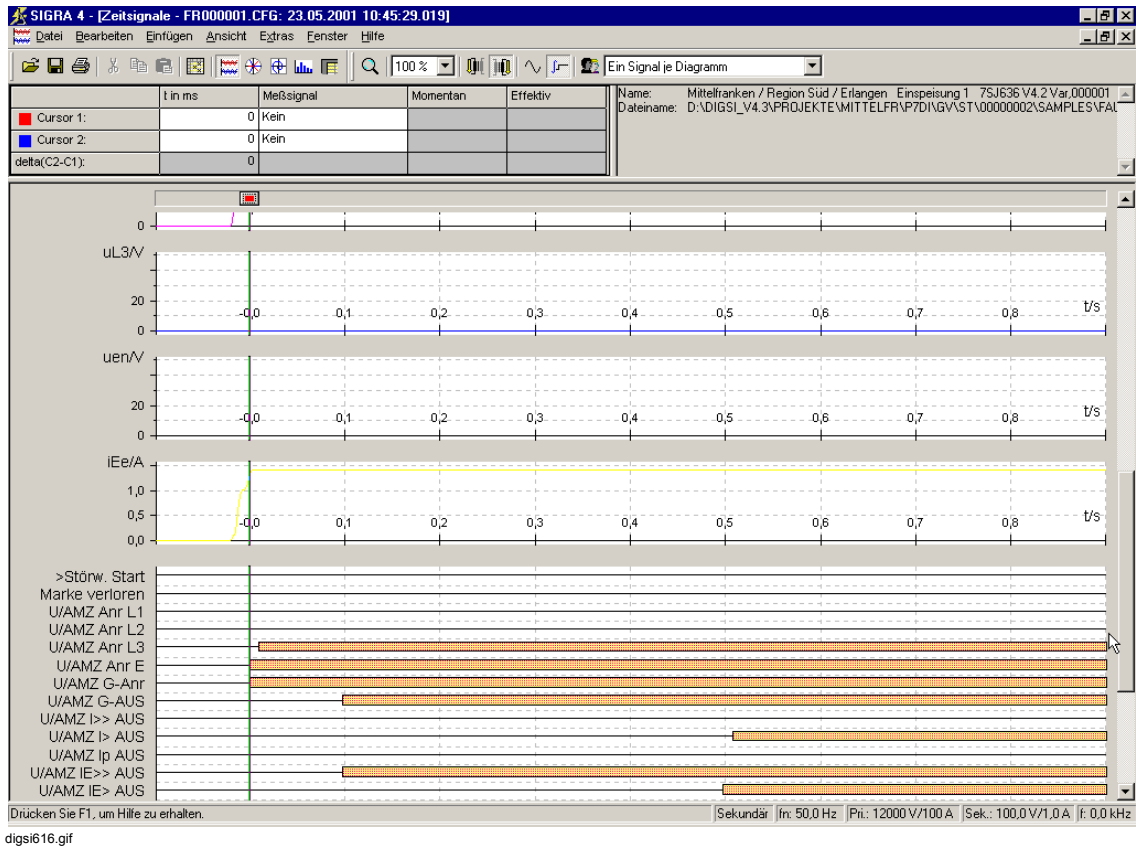 SIGRA 4 - [Zeitsignale - FR000001.CFG: 23.05.2001 10:45:29.019]
Datei Bearbeiten Einfügen Ansicht Extras Fenster Hilfe
100 % Ein Signal je Diagramm
t in ms Meßsignal Momentan Effektiv
Cursor 1: 0 Kein
Cursor 2: 0 Kein
delta(C2-C1): 0
Name: Mittelfranken / Region Süd / Erlangen Einspeisung 1 7SJ636 V4.2 Var,000001
Dateiname: D:\DIGSI_V4.3\PROJEKTE\MITTELFR\P7DI\GV\ST\00000002\SAMPLES\FAL
0
uL3/V
20
-0,0 0,1 0,2 0,3 0,4 0,5 0,6 0,7 0,8 t/s
0
uen/V
20
-0,0 0,1 0,2 0,3 0,4 0,5 0,6 0,7 0,8 t/s
0
iEe/A
1,0
0,5
-0,0 0,1 0,2 0,3 0,4 0,5 0,6 0,7 0,8 t/s
0,0
>Störw. Start
Marke verloren
U/AMZ Anr L1
U/AMZ Anr L2
U/AMZ Anr L3
U/AMZ Anr E
U/AMZ G-Anr
U/AMZ G-AUS
U/AMZ I>> AUS
U/AMZ I> AUS
U/AMZ Ip AUS
U/AMZ IE>> AUS
U/AMZ IE> AUS
Drücken Sie F1, um Hilfe zu erhalten.
Sekundär fn: 50,0 Hz Pri.: 12000 V/100 A Sek.: 100,0 V/1,0 A f: 0,0 kHz
digsi616.gif